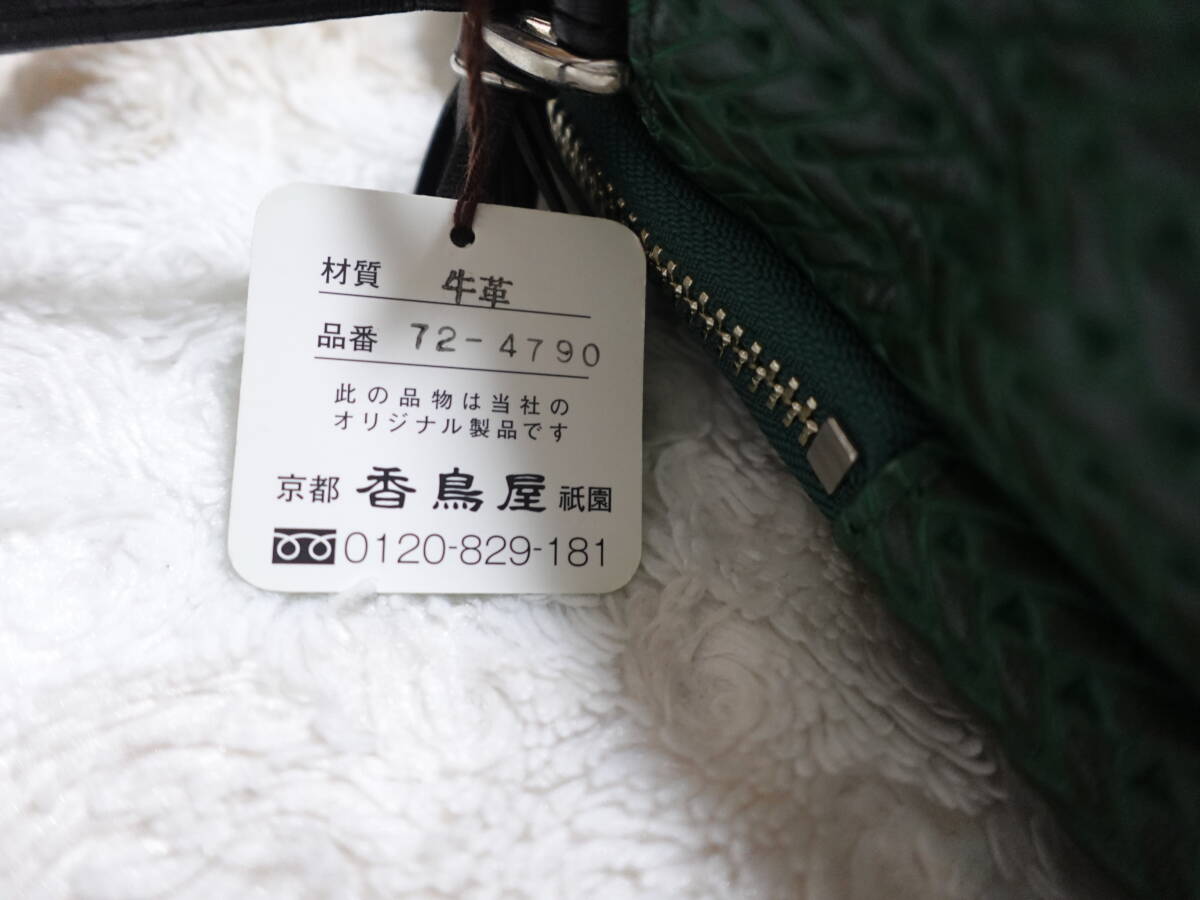 材質 牛革
品番 72-4790
此の品物は当社の
オリジナル製品です
京都 香鳥屋 祇園
0120-829-181